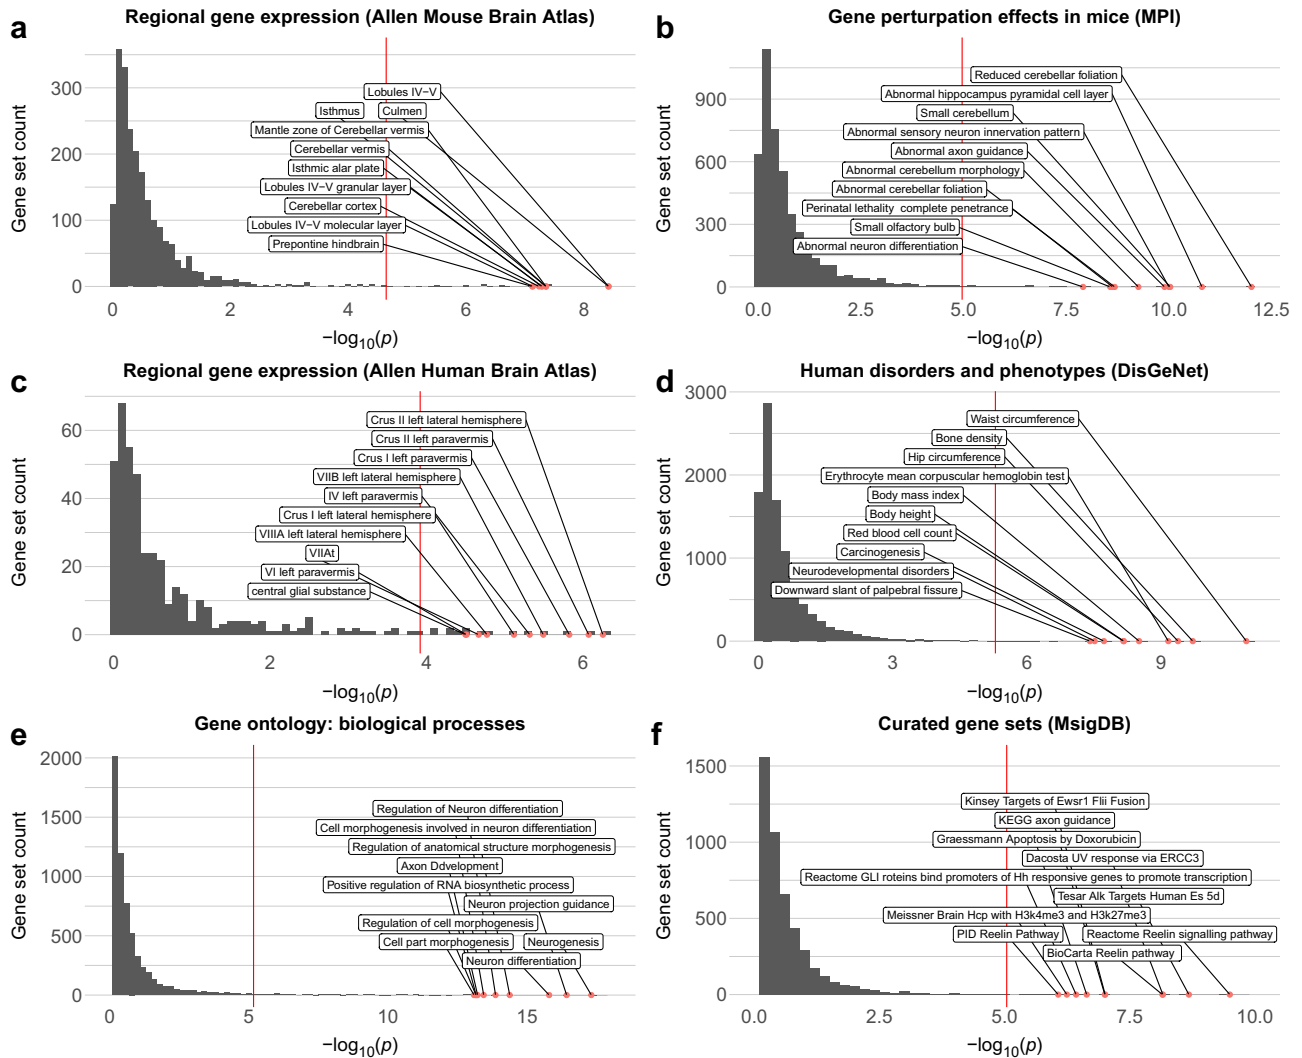 a
Regional gene expression (Allen Mouse Brain Atlas)
Gene set count
300
200
100
0
Lobules IV−V
Isthmus
Culmen
Mantle zone of Cerebellar vermis
Cerebellar vermis
Isthmic alar plate
Lobules IV−V granular layer
Cerebellar cortex
Lobules IV−V molecular layer
Prepontine hindbrain
0 2 4 6 8
−log10(p)
b
Gene perturpation effects in mice (MPI)
Gene set count
900
600
300
0
Reduced cerebellar foliation
Abnormal hippocampus pyramidal cell layer
Small cerebellum
Abnormal sensory neuron innervation pattern
Abnormal axon guidance
Abnormal cerebellum morphology
Abnormal cerebellar foliation
Perinatal lethality complete penetrance
Small olfactory bulb
Abnormal neuron differentiation
0.0 2.5 5.0 7.5 10.0 12.5
−log10(p)
c
Regional gene expression (Allen Human Brain Atlas)
Gene set count
60
40
20
0
Crus II left lateral hemisphere
Crus II left paravermis
Crus I left paravermis
VIIB left lateral hemisphere
IV left paravermis
Crus I left lateral hemisphere
VIIIA left lateral hemisphere
VIIAt
VI left paravermis
central glial substance
0 2 4 6
−log10(p)
d
Human disorders and phenotypes (DisGeNet)
Gene set count
3000
2000
1000
0
Waist circumference
Bone density
Hip circumference
Erythrocyte mean corpuscular hemoglobin test
Body mass index
Body height
Red blood cell count
Carcinogenesis
Neurodevelopmental disorders
Downward slant of palpebral fissure
0 3 6 9
−log10(p)
e
Gene ontology: biological processes
Gene set count
2000
1500
1000
500
0
Regulation of Neuron differentiation
Cell morphogenesis involved in neuron differentiation
Regulation of anatomical structure morphogenesis
Axon Ddvelopment
Positive regulation of RNA biosynthetic process
Neuron projection guidance
Regulation of cell morphogenesis
Cell part morphogenesis
Neurogenesis
Neuron differentiation
0 5 10 15
−log10(p)
f
Curated gene sets (MsigDB)
Gene set count
1500
1000
500
0
Kinsey Targets of Ewsr1 Flii Fusion
KEGG axon guidance
Graessmann Apoptosis by Doxorubicin
Dacosta UV response via ERCC3
Reactome GLI roteins bind promoters of Hh responsive genes to promote transcription
Tesar Alk Targets Human Es 5d
Meissner Brain Hcp with H3k4me3 and H3k27me3
PID Reelin Pathway
Reactome Reelin signalling pathway
BioCarta Reelin pathway
0.0 2.5 5.0 7.5 10.0
−log10(p)